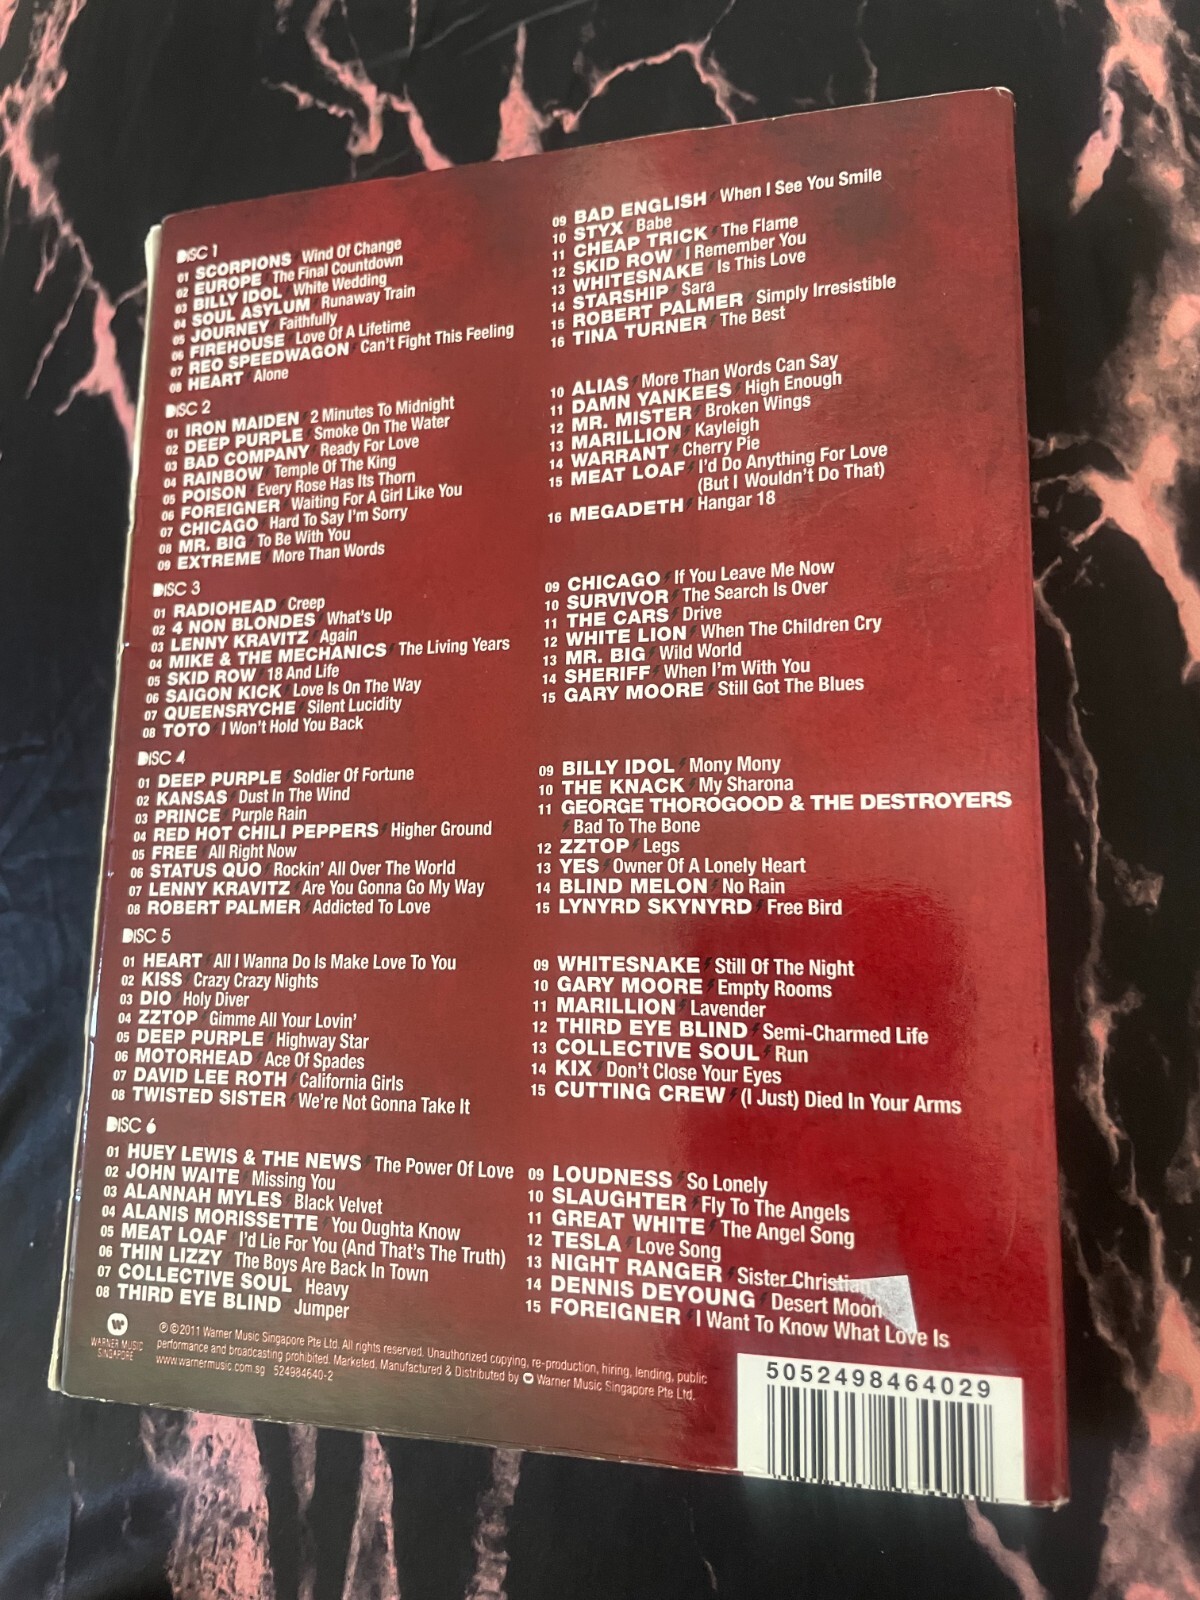 DISC 1
01 SCORPIONS Wind Of Change
02 EUROPE The Final Countdown
03 BILLY IDOL White Wedding
04 SOUL ASYLUM Runaway Train
05 JOURNEY Faithfully
06 FIREHOUSE Love Of A Lifetime
07 REO SPEEDWAGON Can't Fight This Feeling
08 HEART Alone
09 BAD ENGLISH When I See You Smile
10 STYX Babe
11 CHEAP TRICK The Flame
12 SKID ROW I Remember You
13 WHITESNAKE Is This Love
14 STARSHIP Sara
15 ROBERT PALMER Simply Irresistible
16 TINA TURNER The Best
DISC 2
01 IRON MAIDEN 2 Minutes To Midnight
02 DEEP PURPLE Smoke On The Water
03 BAD COMPANY Ready For Love
04 RAINBOW Temple Of The King
05 POISON Every Rose Has Its Thorn
06 FOREIGNER Waiting For A Girl Like You
07 CHICAGO Hard To Say I'm Sorry
08 MR. BIG To Be With You
09 EXTREME More Than Words
10 ALIAS More Than Words Can Say
11 DAMN YANKEES High Enough
12 MR. MISTER Broken Wings
13 MARILLION Kayleigh
14 WARRANT Cherry Pie
15 MEAT LOAF I'd Do Anything For Love
(But I Wouldn't Do That)
16 MEGADETH Hangar 18
DISC 3
01 RADIOHEAD Creep
02 4 NON BLONDES What's Up
03 LENNY KRAVITZ Again
04 MIKE & THE MECHANICS The Living Years
05 SKID ROW 18 And Life
06 SAIGON KICK Love Is On The Way
07 QUEENSRYCHE Silent Lucidity
08 TOTO I Won't Hold You Back
09 CHICAGO If You Leave Me Now
10 SURVIVOR The Search Is Over
11 THE CARS Drive
12 WHITE LION When The Children Cry
13 MR. BIG Wild World
14 SHERIFF When I'm With You
15 GARY MOORE Still Got The Blues
DISC 4
01 DEEP PURPLE Soldier Of Fortune
02 KANSAS Dust In The Wind
03 PRINCE Purple Rain
04 RED HOT CHILI PEPPERS Higher Ground
05 FREE All Right Now
06 STATUS QUO Rockin' All Over The World
07 LENNY KRAVITZ Are You Gonna Go My Way
08 ROBERT PALMER Addicted To Love
09 BILLY IDOL Mony Mony
10 THE KNACK My Sharona
11 GEORGE THOROGOOD & THE DESTROYERS
Bad To The Bone
12 ZZTOP Legs
13 YES Owner Of A Lonely Heart
14 BLIND MELON No Rain
15 LYNYRD SKYNYRD Free Bird
DISC 5
01 HEART All I Wanna Do Is Make Love To You
02 KISS Crazy Crazy Nights
03 DIO Holy Diver
04 ZZTOP Gimme All Your Lovin'
05 DEEP PURPLE Highway Star
06 MOTORHEAD Ace Of Spades
07 DAVID LEE ROTH California Girls
08 TWISTED SISTER We're Not Gonna Take It
09 WHITESNAKE Still Of The Night
10 GARY MOORE Empty Rooms
11 MARILLION Lavender
12 THIRD EYE BLIND Semi-Charmed Life
13 COLLECTIVE SOUL Run
14 KIX Don't Close Your Eyes
15 CUTTING CREW (I Just) Died In Your Arms
DISC 6
01 HUEY LEWIS & THE NEWS The Power Of Love
02 JOHN WAITE Missing You
03 ALANNAH MYLES Black Velvet
04 ALANIS MORISSETTE You Oughta Know
05 MEAT LOAF I'd Lie For You (And That's The Truth)
06 THIN LIZZY The Boys Are Back In Town
07 COLLECTIVE SOUL Heavy
08 THIRD EYE BLIND Jumper
09 LOUDNESS So Lonely
10 SLAUGHTER Fly To The Angels
11 GREAT WHITE The Angel Song
12 TESLA Love Song
13 NIGHT RANGER Sister Christian
14 DENNIS DEYOUNG Desert Moon
15 FOREIGNER I Want To Know What Love Is
WARNER MUSIC
SINGAPORE
℗©2011 Warner Music Singapore Pte Ltd. All rights reserved. Unauthorized copying, re-production, hiring, lending, public
performance and broadcasting prohibited. Marketed, Manufactured & Distributed by Warner Music Singapore Pte Ltd.
www.warnermusic.com.sg 524984640-2
5052498464029